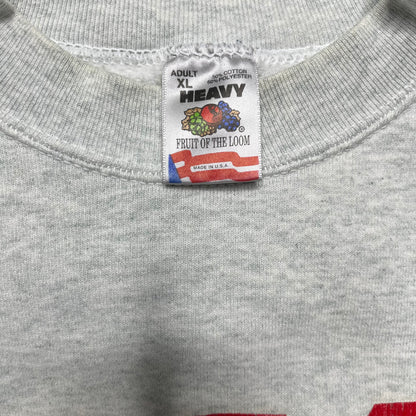 ADULT
XL
50% COTTON
50% POLYESTER
HEAVY
®
FRUIT OF THE LOOM
MADE IN U.S.A.